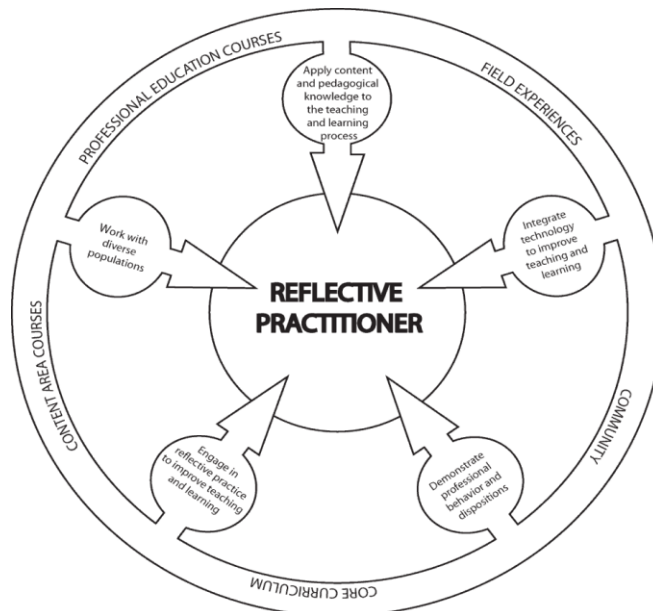 PROFESSIONAL EDUCATION COURSES
FIELD EXPERIENCES
Apply content
and pedagogical
knowledge to
the teaching
and learning
process
Work with
diverse
populations
Integrate
technology
to improve
teaching and
learning
REFLECTIVE
PRACTITIONER
CONTENT AREA COURSES
COMMUNITY
Engage in
reflective practice
to improve teaching
and learning
Demonstrate
professional
behavior and
dispositions
CORE CURRICULUM